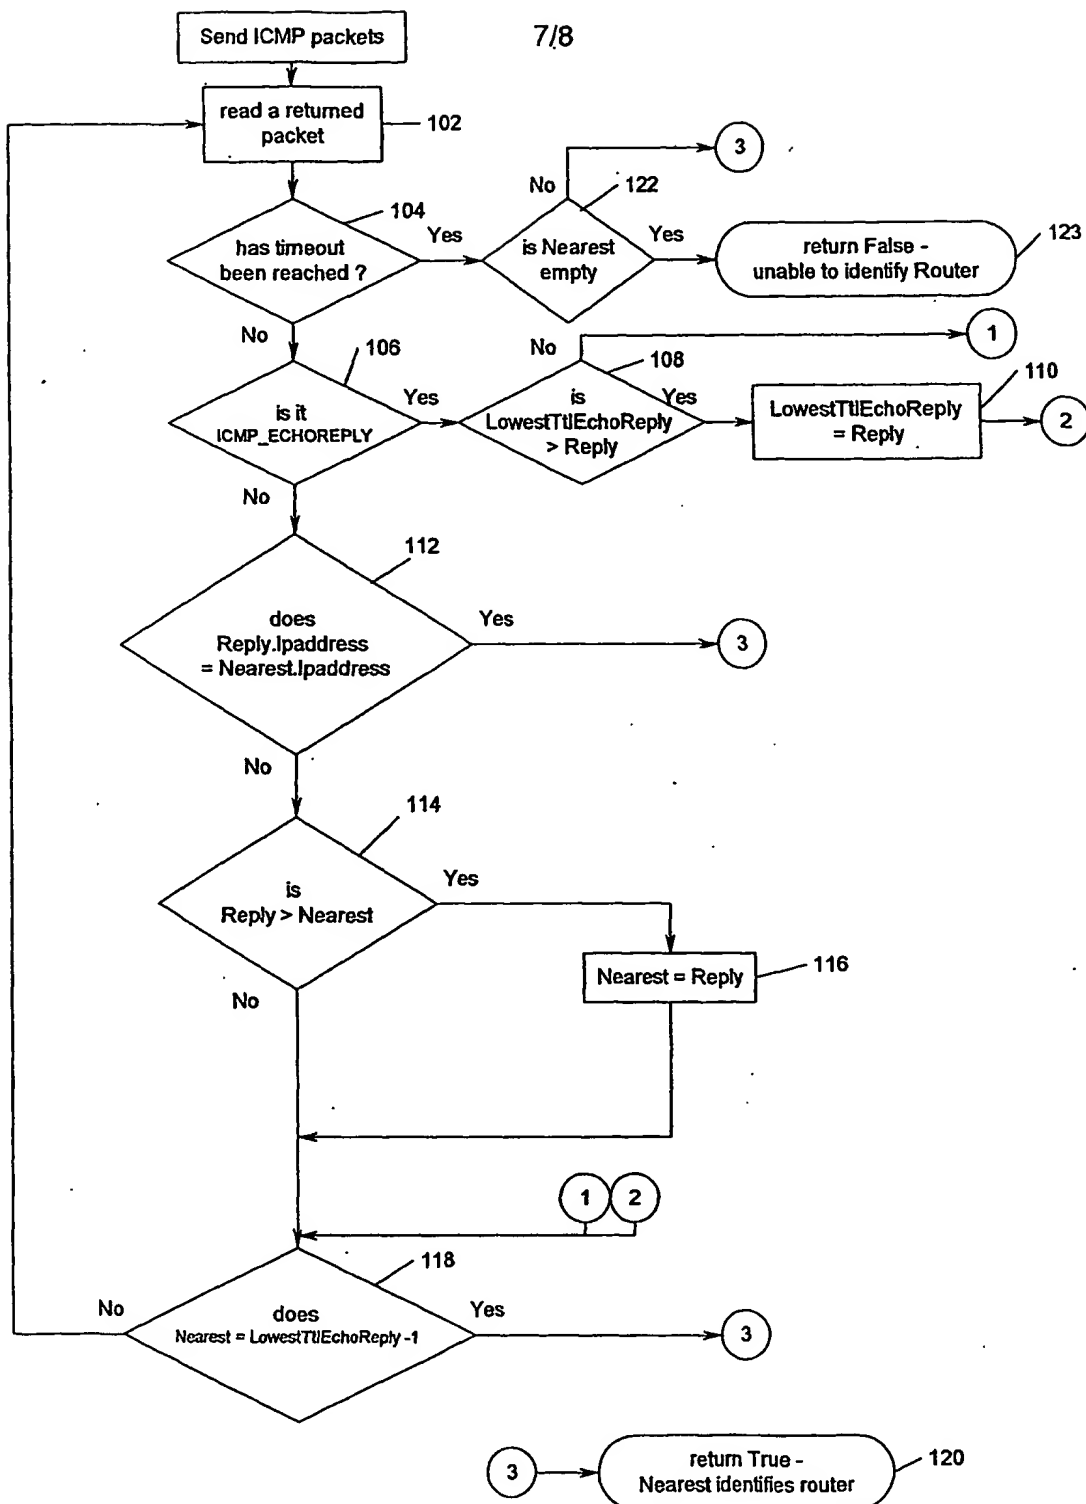 7/8
Send ICMP packets
read a returned
packet
102
3
No
122
104
Yes
Yes
has timeout
been reached ?
is Nearest
empty
return False -
unable to identify Router
123
No
No
1
106
108
110
Yes
Yes
is it
ICMP_ECHOREPLY
is
LowestTtlEchoReply
> Reply
LowestTtlEchoReply
= Reply
2
No
112
does
Reply.Ipaddress
= Nearest.Ipaddress
Yes
3
No
114
is
Reply > Nearest
Yes
Nearest = Reply
116
No
1
2
118
No
does
Nearest = LowestTtlEchoReply -1
Yes
3
3
return True -
Nearest identifies router
120